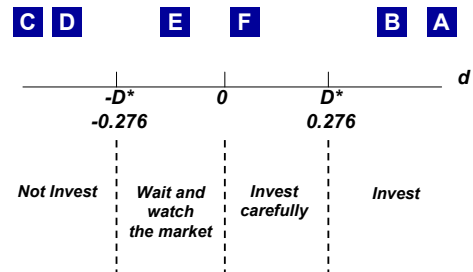 C D E F B A
d
-D* 0 D*
-0.276 0.276
Not Invest
Wait and
watch
the market
Invest
carefully
Invest